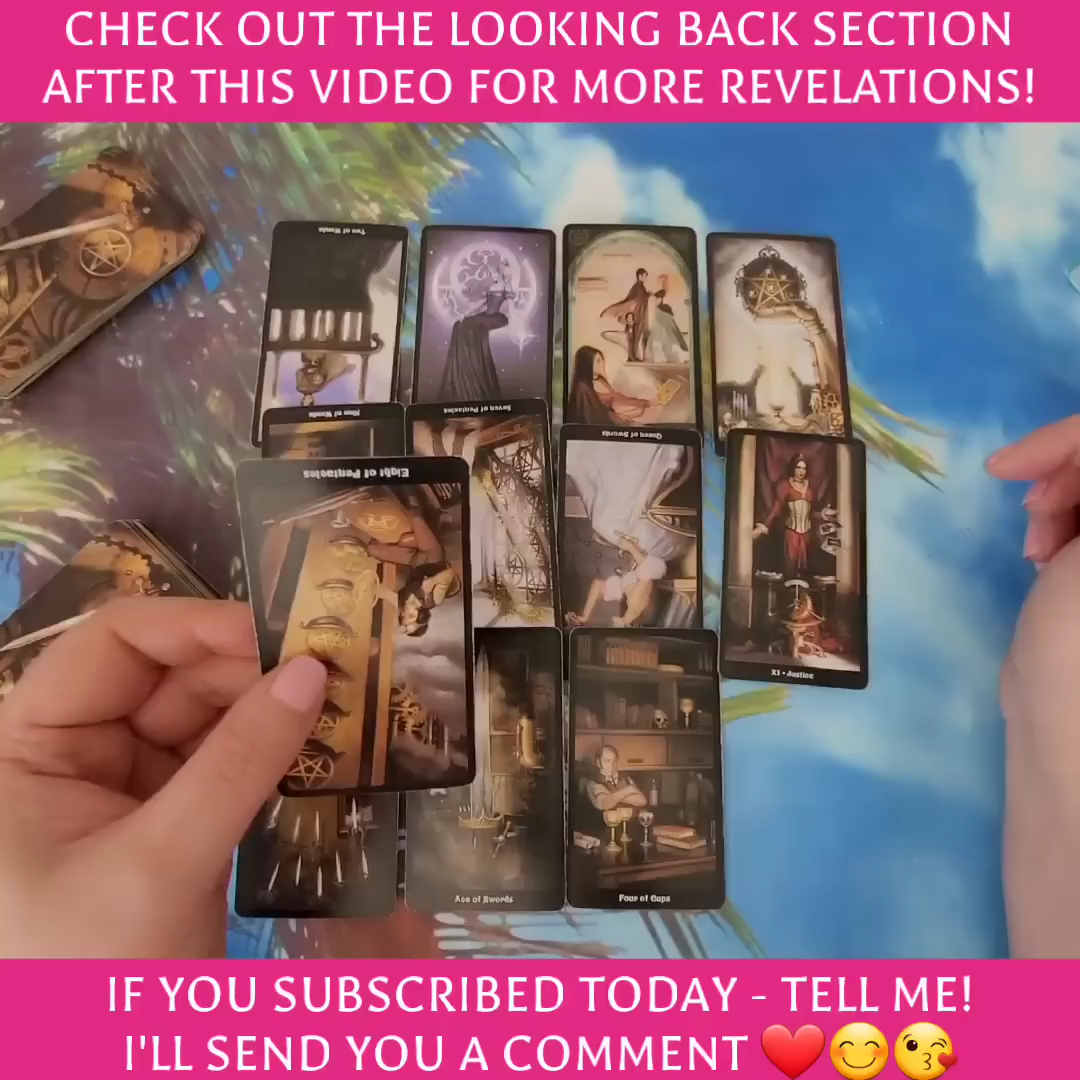 CHECK OUT THE LOOKING BACK SECTION
AFTER THIS VIDEO FOR MORE REVELATIONS!
Two of Wands
Nine of Wands
Seven of Pentacles
Queen of Swords
Eight of Pentacles
XI • Justice
Ace of Swords
Four of Cups
IF YOU SUBSCRIBED TODAY - TELL ME!
I'LL SEND YOU A COMMENT ❤️😊😘